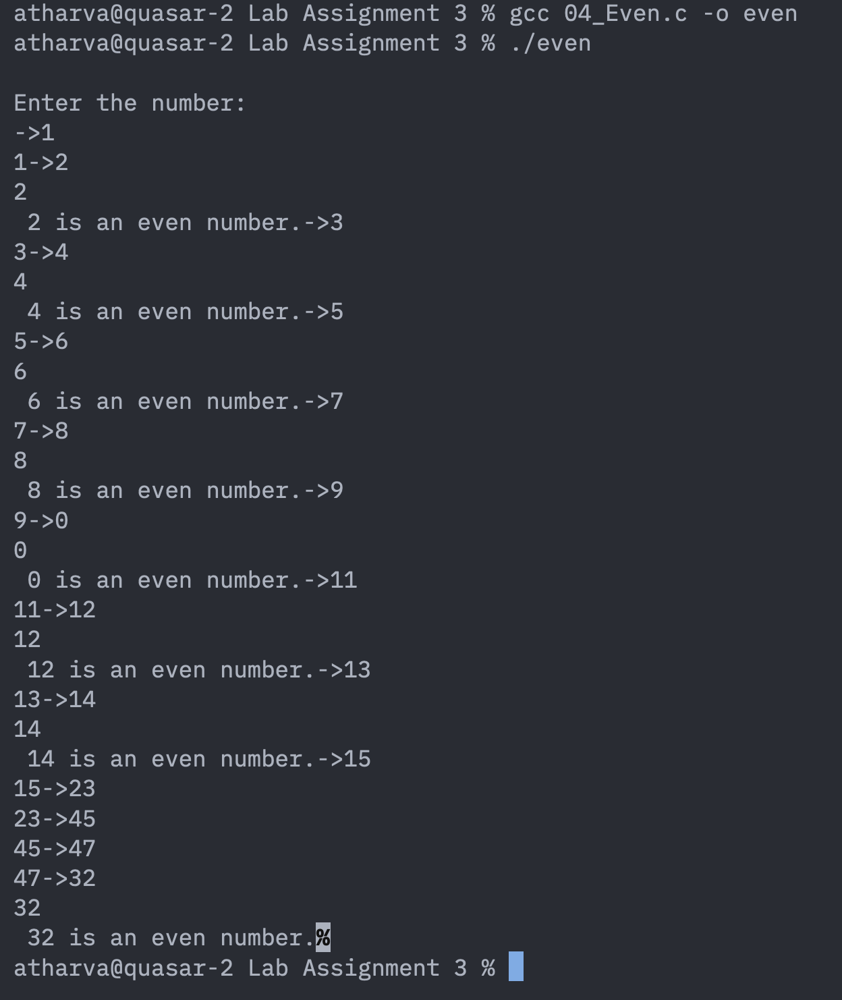 atharva@quasar-2 Lab Assignment 3 % gcc 04_Even.c -o even
atharva@quasar-2 Lab Assignment 3 % ./even
Enter the number:
->1
1->2
2
 2 is an even number.->3
3->4
4
 4 is an even number.->5
5->6
6
 6 is an even number.->7
7->8
8
 8 is an even number.->9
9->0
0
 0 is an even number.->11
11->12
12
 12 is an even number.->13
13->14
14
 14 is an even number.->15
15->23
23->45
45->47
47->32
32
 32 is an even number.%
atharva@quasar-2 Lab Assignment 3 %